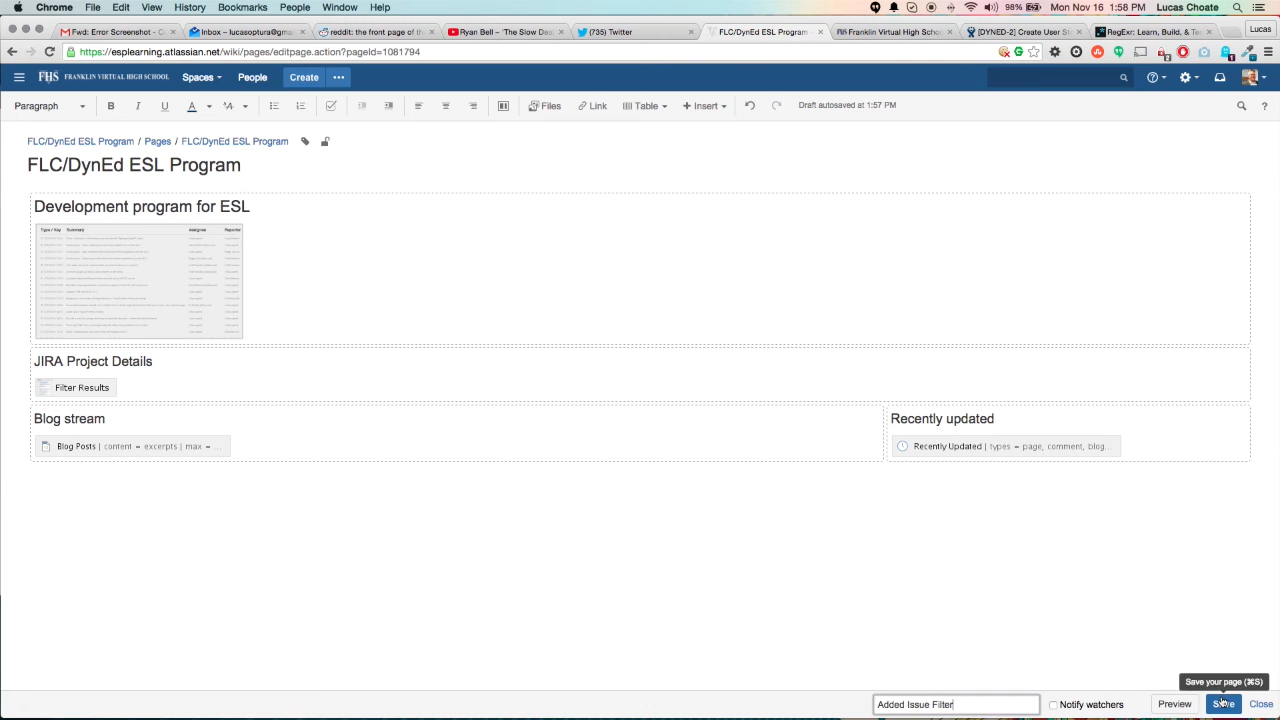 Chrome File Edit View History Bookmarks People Window Help 98% Mon Nov 16 1:58 PM Lucas Choate
Fwd: Error Screenshot - C Inbox – lucasoptura@gma reddit: the front page of th Ryan Bell – 'The Slow De (735) Twitter FLC/DynEd ESL Program - Franklin Virtual High Scho [DYNED-2] Create User St RegExr: Learn, Build, & Te Lucas
https://esplearning.atlassian.net/wiki/pages/editpage.action?pageId=1081794
FHS FRANKLIN VIRTUAL HIGH SCHOOL Spaces People Create •••
Paragraph B I U A Files Link Table Insert Draft autosaved at 1:57 PM
FLC/DynEd ESL Program / Pages / FLC/DynEd ESL Program
FLC/DynEd ESL Program
Development program for ESL
Type / Key Summary Assignee Reporter
JIRA Project Details
Filter Results
Blog stream
Recently updated
Blog Posts | content = excerpts | max = ...
Recently Updated | types = page, comment, blog...
Save your page (⌘S)
Added Issue Filter Notify watchers Preview Save Close